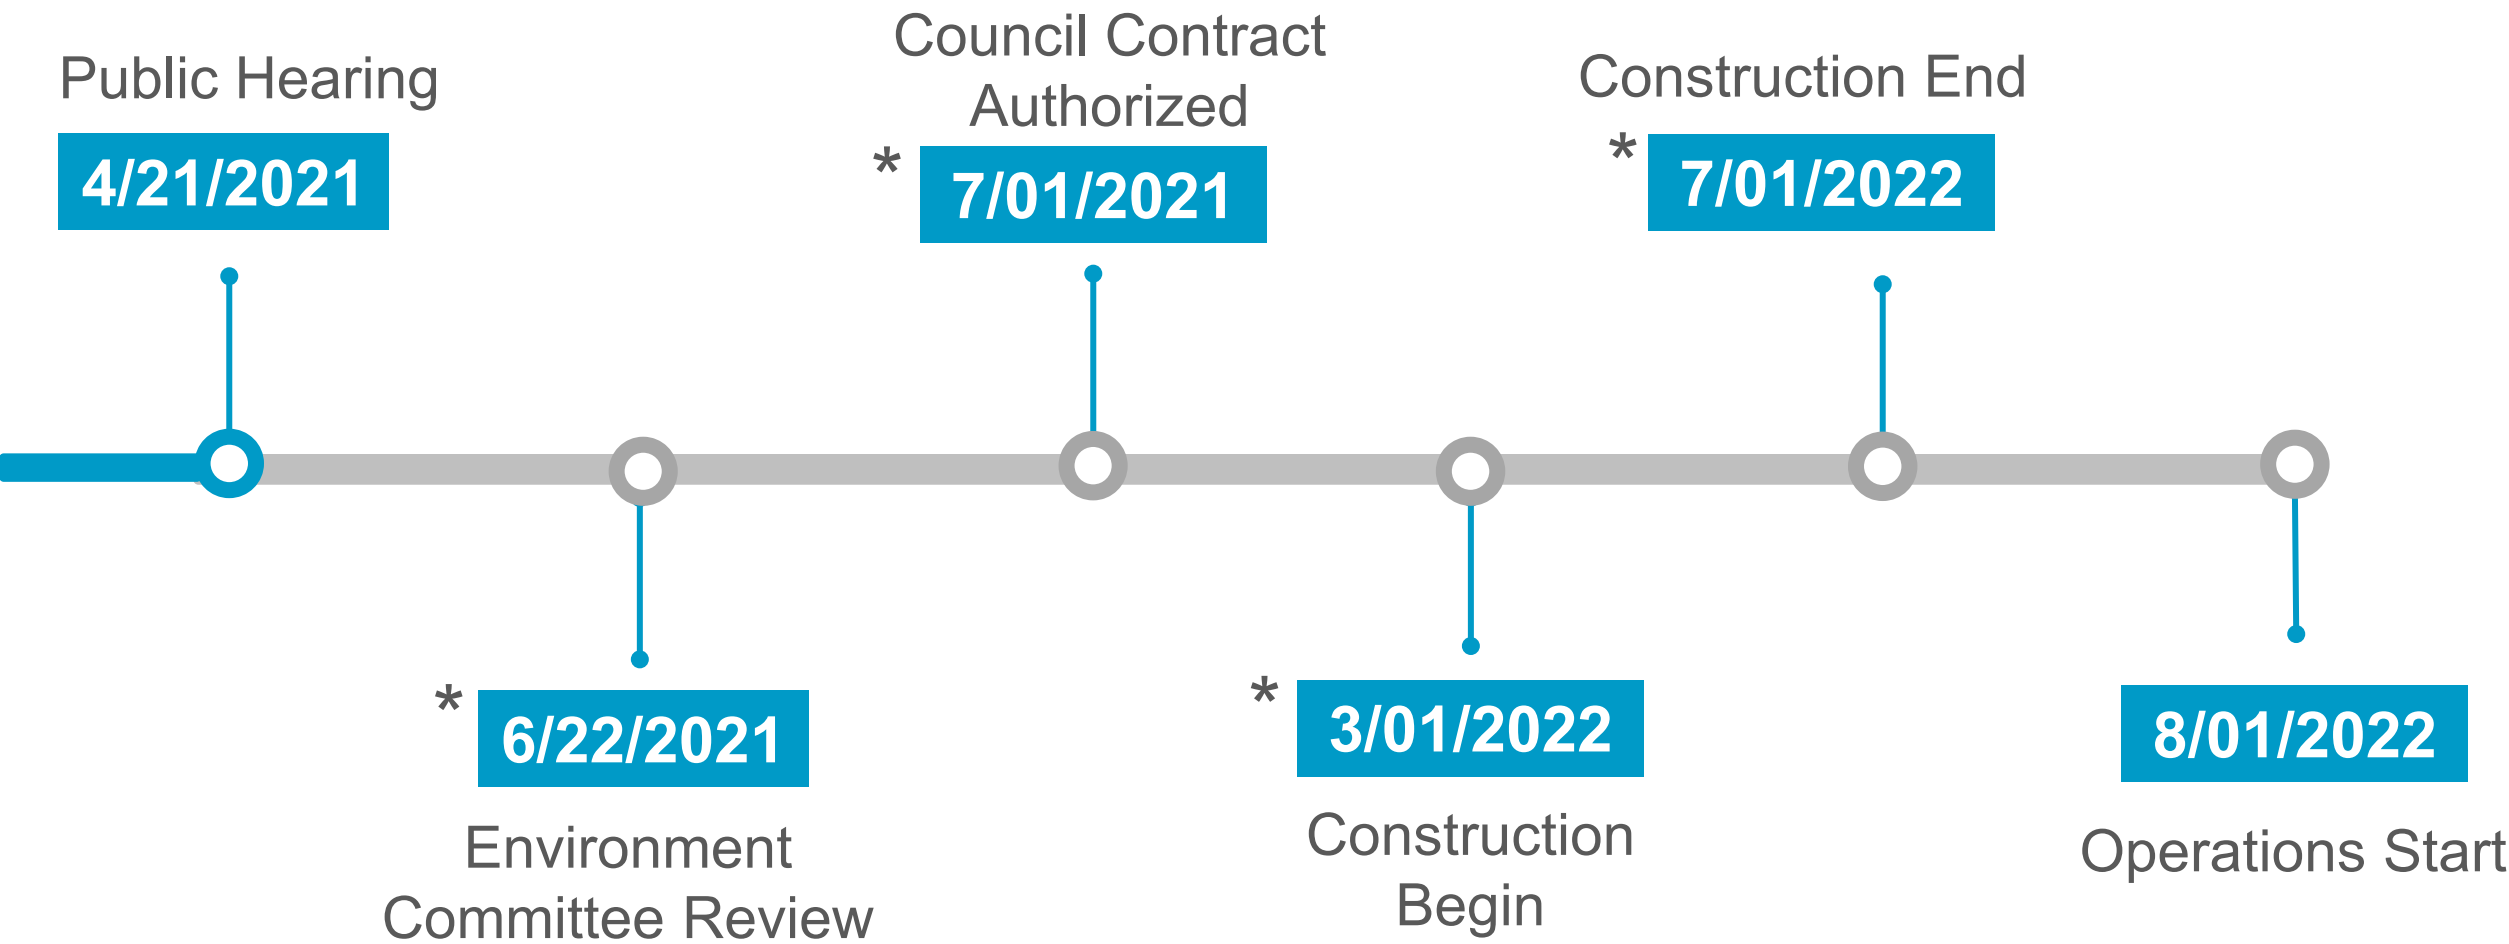 Public Hearing
4/21/2021
*
6/22/2021
Environment
Committee Review
Council Contract
Authorized
*
7/01/2021
*
3/01/2022
Construction
Begin
Construction End
*
7/01/2022
8/01/2022
Operations Start